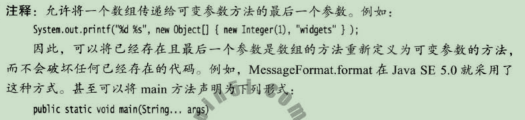 注释：允许将一个数组传递给可变参数方法的最后一个参数。例如：
System.out.printf("%d %s", new Object[] { new Integer(1), "widgets" } );
因此，可以将已经存在且最后一个参数是数组的方法重新定义为可变参数的方法，
而不会破坏任何已经存在的代码。例如，MessageFormat.format 在 Java SE 5.0 就采用了
这种方式。甚至可以将 main 方法声明为下列形式：
public static void main(String... args)